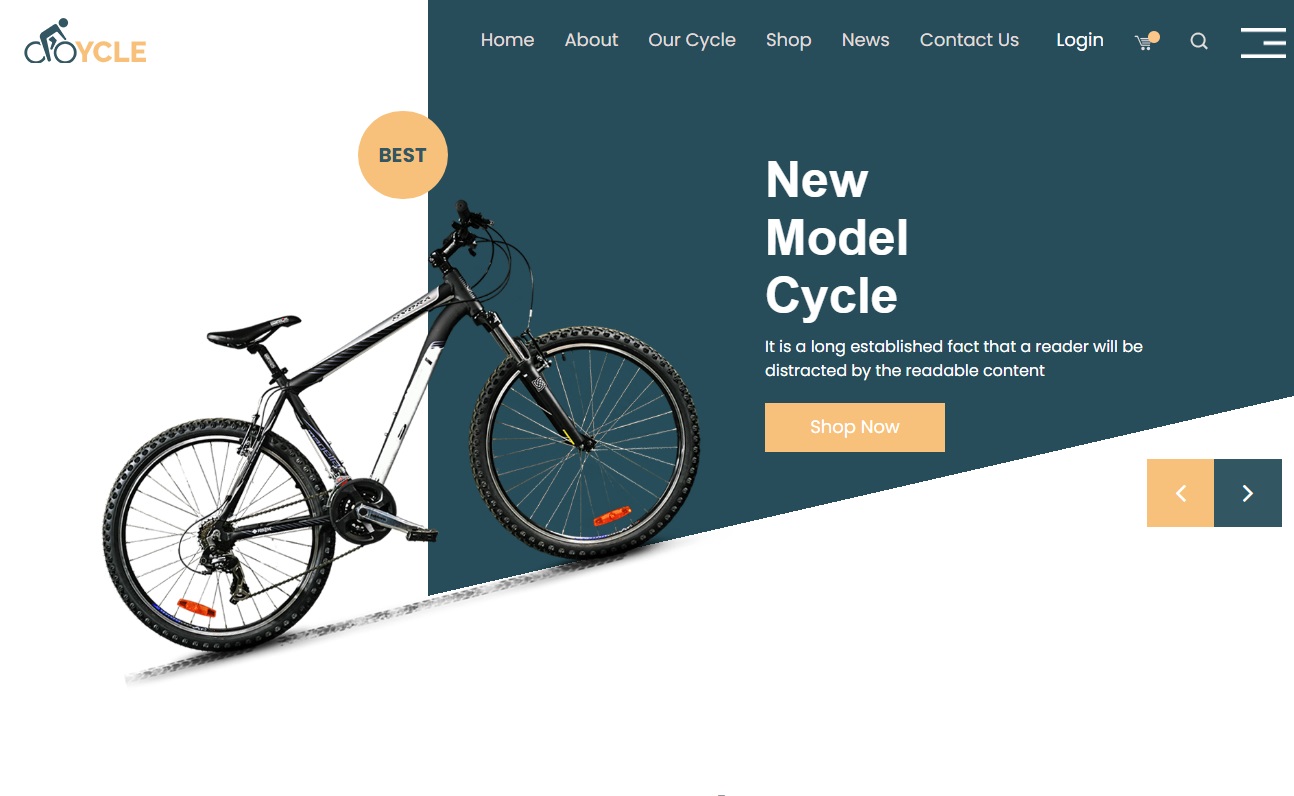 YCLE
Home About Our Cycle Shop News Contact Us Login
BEST
New
Model
Cycle
It is a long established fact that a reader will be
distracted by the readable content
Shop Now